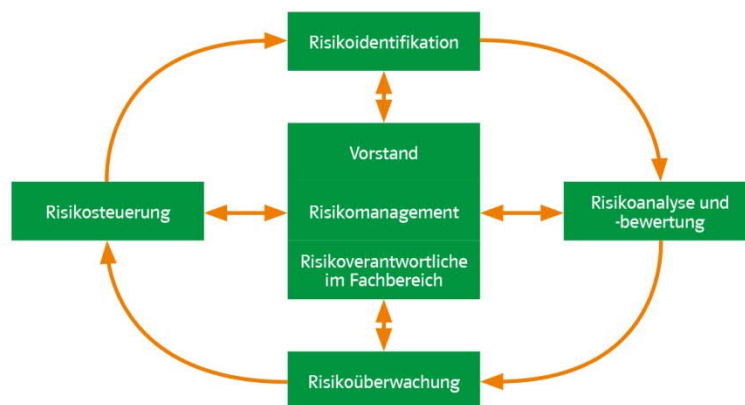 Risikoidentifikation
Vorstand
Risikosteuerung
Risikomanagement
Risikoanalyse und
-bewertung
Risikoverantwortliche
im Fachbereich
Risikoüberwachung